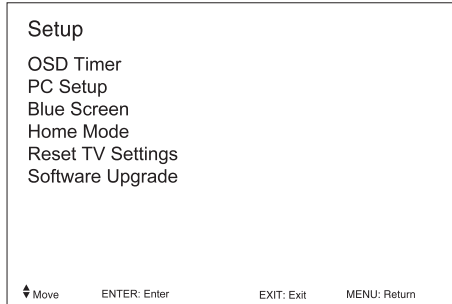 Setup
OSD Timer
PC Setup
Blue Screen
Home Mode
Reset TV Settings
Software Upgrade
Move ENTER: Enter EXIT: Exit MENU: Return